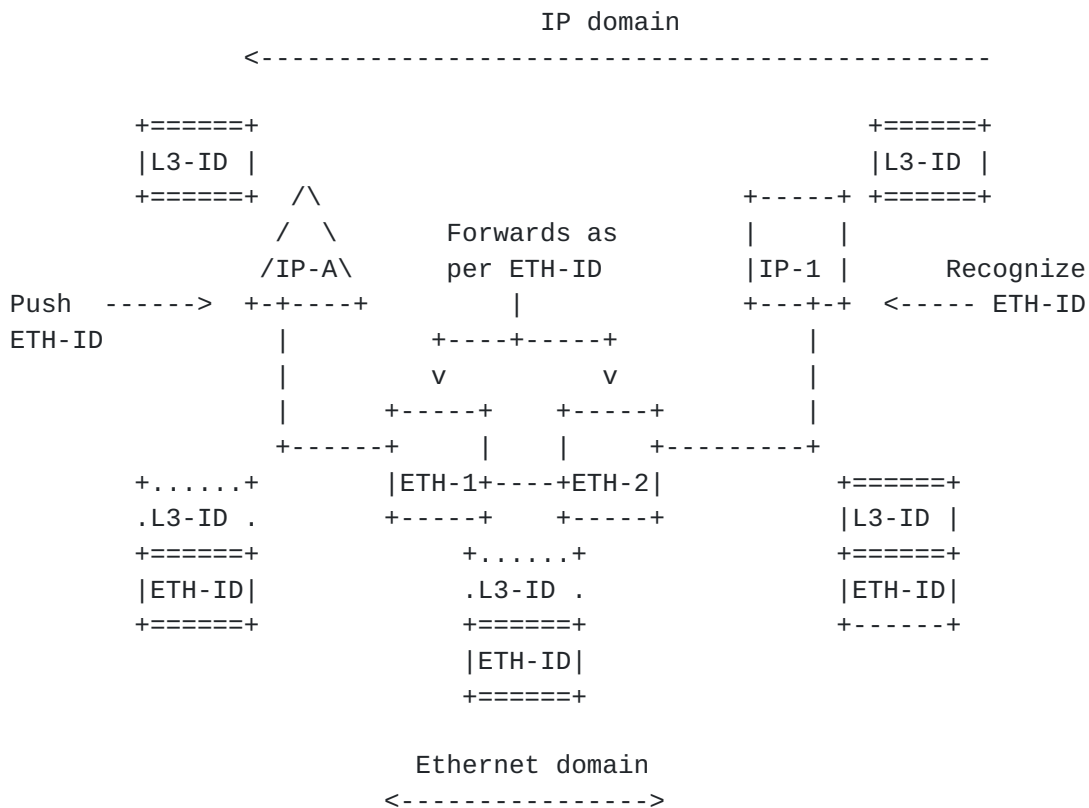 IP domain
               <-----------------------------------------------

        +======+                                        +======+
        |L3-ID |                                        |L3-ID |
        +======+  /\                            +-----+ +======+
                 /  \       Forwards as        |     |
                /IP-A\      per ETH-ID         |IP-1 |      Recognize
Push  ------>  +-+----+         |              +---+-+  <----- ETH-ID
ETH-ID           |         +----+-----+            |
                 |         v          v            |
                 |      +-----+    +-----+         |
                 +------+     |    |     +---------+
        +......+        |ETH-1+----+ETH-2|           +======+
        .L3-ID .        +-----+    +-----+           |L3-ID |
        +======+             +......+                +======+
        |ETH-ID|             .L3-ID .                |ETH-ID|
        +======+             +======+                +------+
                             |ETH-ID|
                             +======+

                          Ethernet domain
                        <---------------->